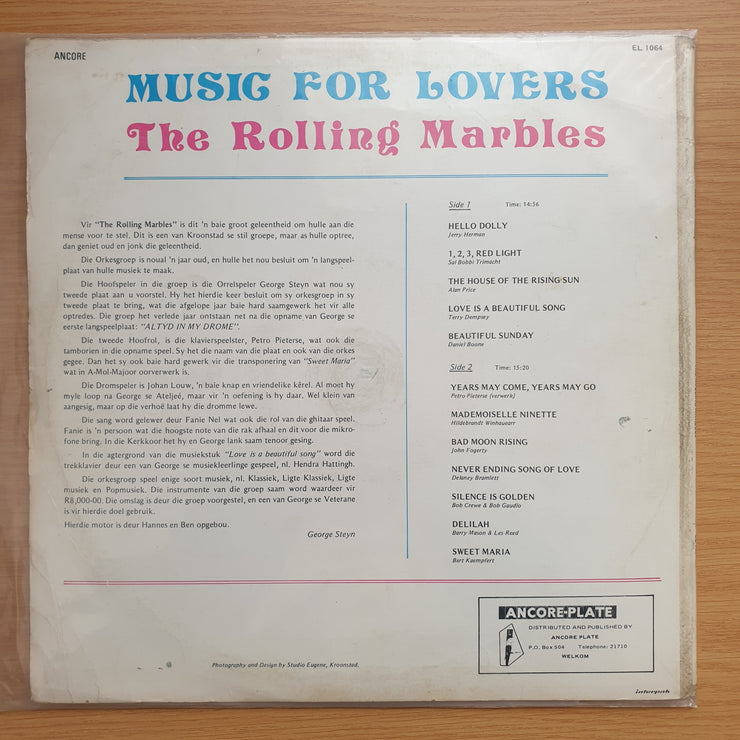 ANCORE
EL 1064
MUSIC FOR LOVERS
The Rolling Marbles
Vir "The Rolling Marbles" is dit 'n baie groot geleentheid om hulle aan die
mense voor te stel. Dit is een van Kroonstad se stil groepe, maar as hulle optree,
dan geniet oud en jonk die geleentheid.
Die Orkesgroep is noual 'n jaar oud, en hulle het nou besluit om 'n langspeel-
plaat van hulle musiek te maak.
Die Hoofspeler in die groep is die Orrelspeler George Steyn wat nou sy
tweede plaat aan u voorstel. Hy het hierdie keer besluit om sy orkesgroep in sy
tweede plaat te bring, wat die afgelope jaar baie hard saamgewerk het vir alle
optredes. Die groep het verlede jaar ontstaan net na die opname van George se
eerste langspeelplaat: "ALTYD IN MY DROME".
Die tweede Hoofrol, is die klavierspeelster, Petro Pieterse, wat ook die
tamborien in die opname speel. Sy het die naam van die plaat en ook van die orkes
gegee. Dan het sy ook baie hard gewerk vir die transponering van "Sweet Maria"
wat in A-Mol-Majoor oorverwerk is.
Die Dromspeler is Johan Louw, 'n baie knap en vriendelike kêrel. Al moet hy
myle loop na George se Ateljeé, maar vir 'n oefening is hy daar. Wel klein van
aangesig, maar op die verhoë laat hy die dromme lewe.
Die sang word gelewer deur Fanie Nel wat ook die rol van die ghitaar speel.
Fanie is 'n persoon wat die hoogste note van die rak afhaal en dit voor die mikro-
fone bring. In die Kerkkoor het hy en George lank saam tenoor gesing.
In die agtergrond van die musiekstuk "Love is a beautiful song" word die
trekklavier deur een van George se musiekleerlinge gespeel, nl. Hendra Hattingh.
Die orkesgroep speel enige soort musiek, nl. Klassiek, Ligte Klassiek, Ligte
musiek en Popmusiek. Die instrumente van die groep saam word waardeer vir
R8,000-00. Die omslag is deur die groep voorgestel, en een van George se Veterane
is vir hierdie doel gebruik.
Hierdie motor is deur Hannes en Ben opgebou.
George Steyn
Side 1 Time: 14:56
HELLO DOLLY
Jerry Herman
1, 2, 3, RED LIGHT
Sal Bobbi Trimacht
THE HOUSE OF THE RISING SUN
Alan Price
LOVE IS A BEAUTIFUL SONG
Terry Dempsey
BEAUTIFUL SUNDAY
Daniel Boone
Side 2 Time: 15:20
YEARS MAY COME, YEARS MAY GO
Petro Pieterse (verwerk)
MADEMOISELLE NINETTE
Hildebrandt Winhauearr
BAD MOON RISING
John Fogerty
NEVER ENDING SONG OF LOVE
Delaney Bramlett
SILENCE IS GOLDEN
Bob Crewe & Bob Gaudio
DELILAH
Barry Mason & Les Reed
SWEET MARIA
Bert Kaempfert
ANCORE-PLATE
DISTRIBUTED AND PUBLISHED BY
ANCORE PLATE
P.O. Box 504 Telephone: 21710
WELKOM
Photography and Design by Studio Eugene, Kroonstad.
interpak